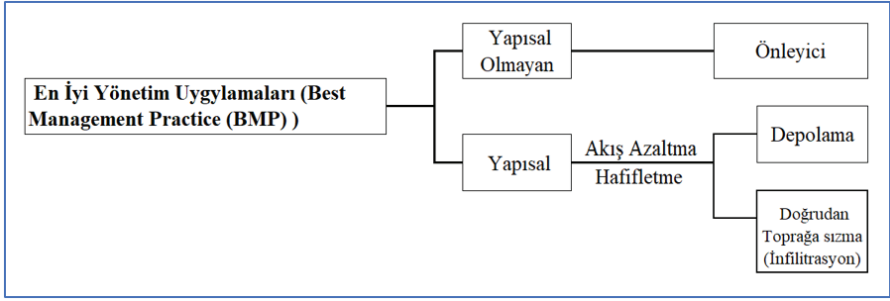 Yapısal
Olmayan
Önleyici
En İyi Yönetim Uygylamaları (Best
Management Practice (BMP) )
Yapısal
Akış Azaltma
Hafifletme
Depolama
Doğrudan
Toprağa sızma
(İnfilitrasyon)